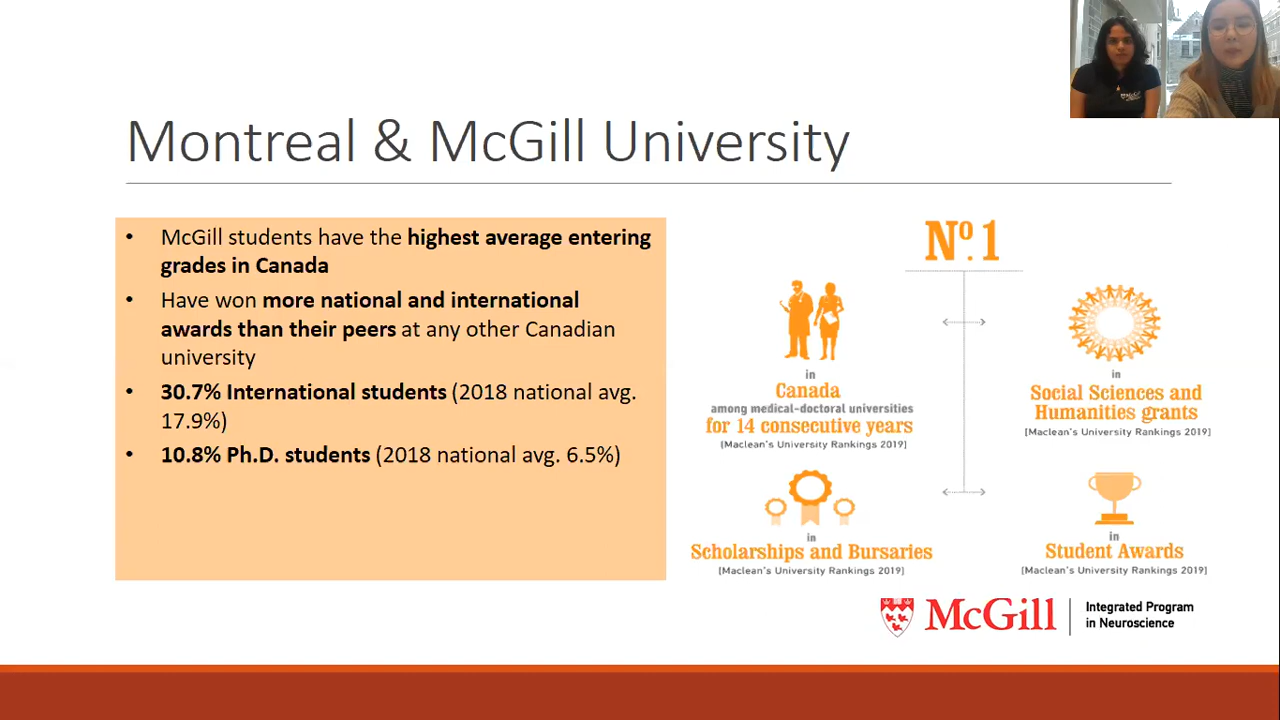 Montreal & McGill University
• McGill students have the highest average entering
grades in Canada
• Have won more national and international
awards than their peers at any other Canadian
university
• 30.7% International students (2018 national avg.
17.9%)
• 10.8% Ph.D. students (2018 national avg. 6.5%)
Nº.1
in
Canada
among medical-doctoral universities
for 14 consecutive years
[Maclean's University Rankings 2019]
in
Social Sciences and
Humanities grants
[Maclean's University Rankings 2019]
in
Scholarships and Bursaries
[Maclean's University Rankings 2019]
in
Student Awards
[Maclean's University Rankings 2019]
McGill
Integrated Program
in Neuroscience
McGill